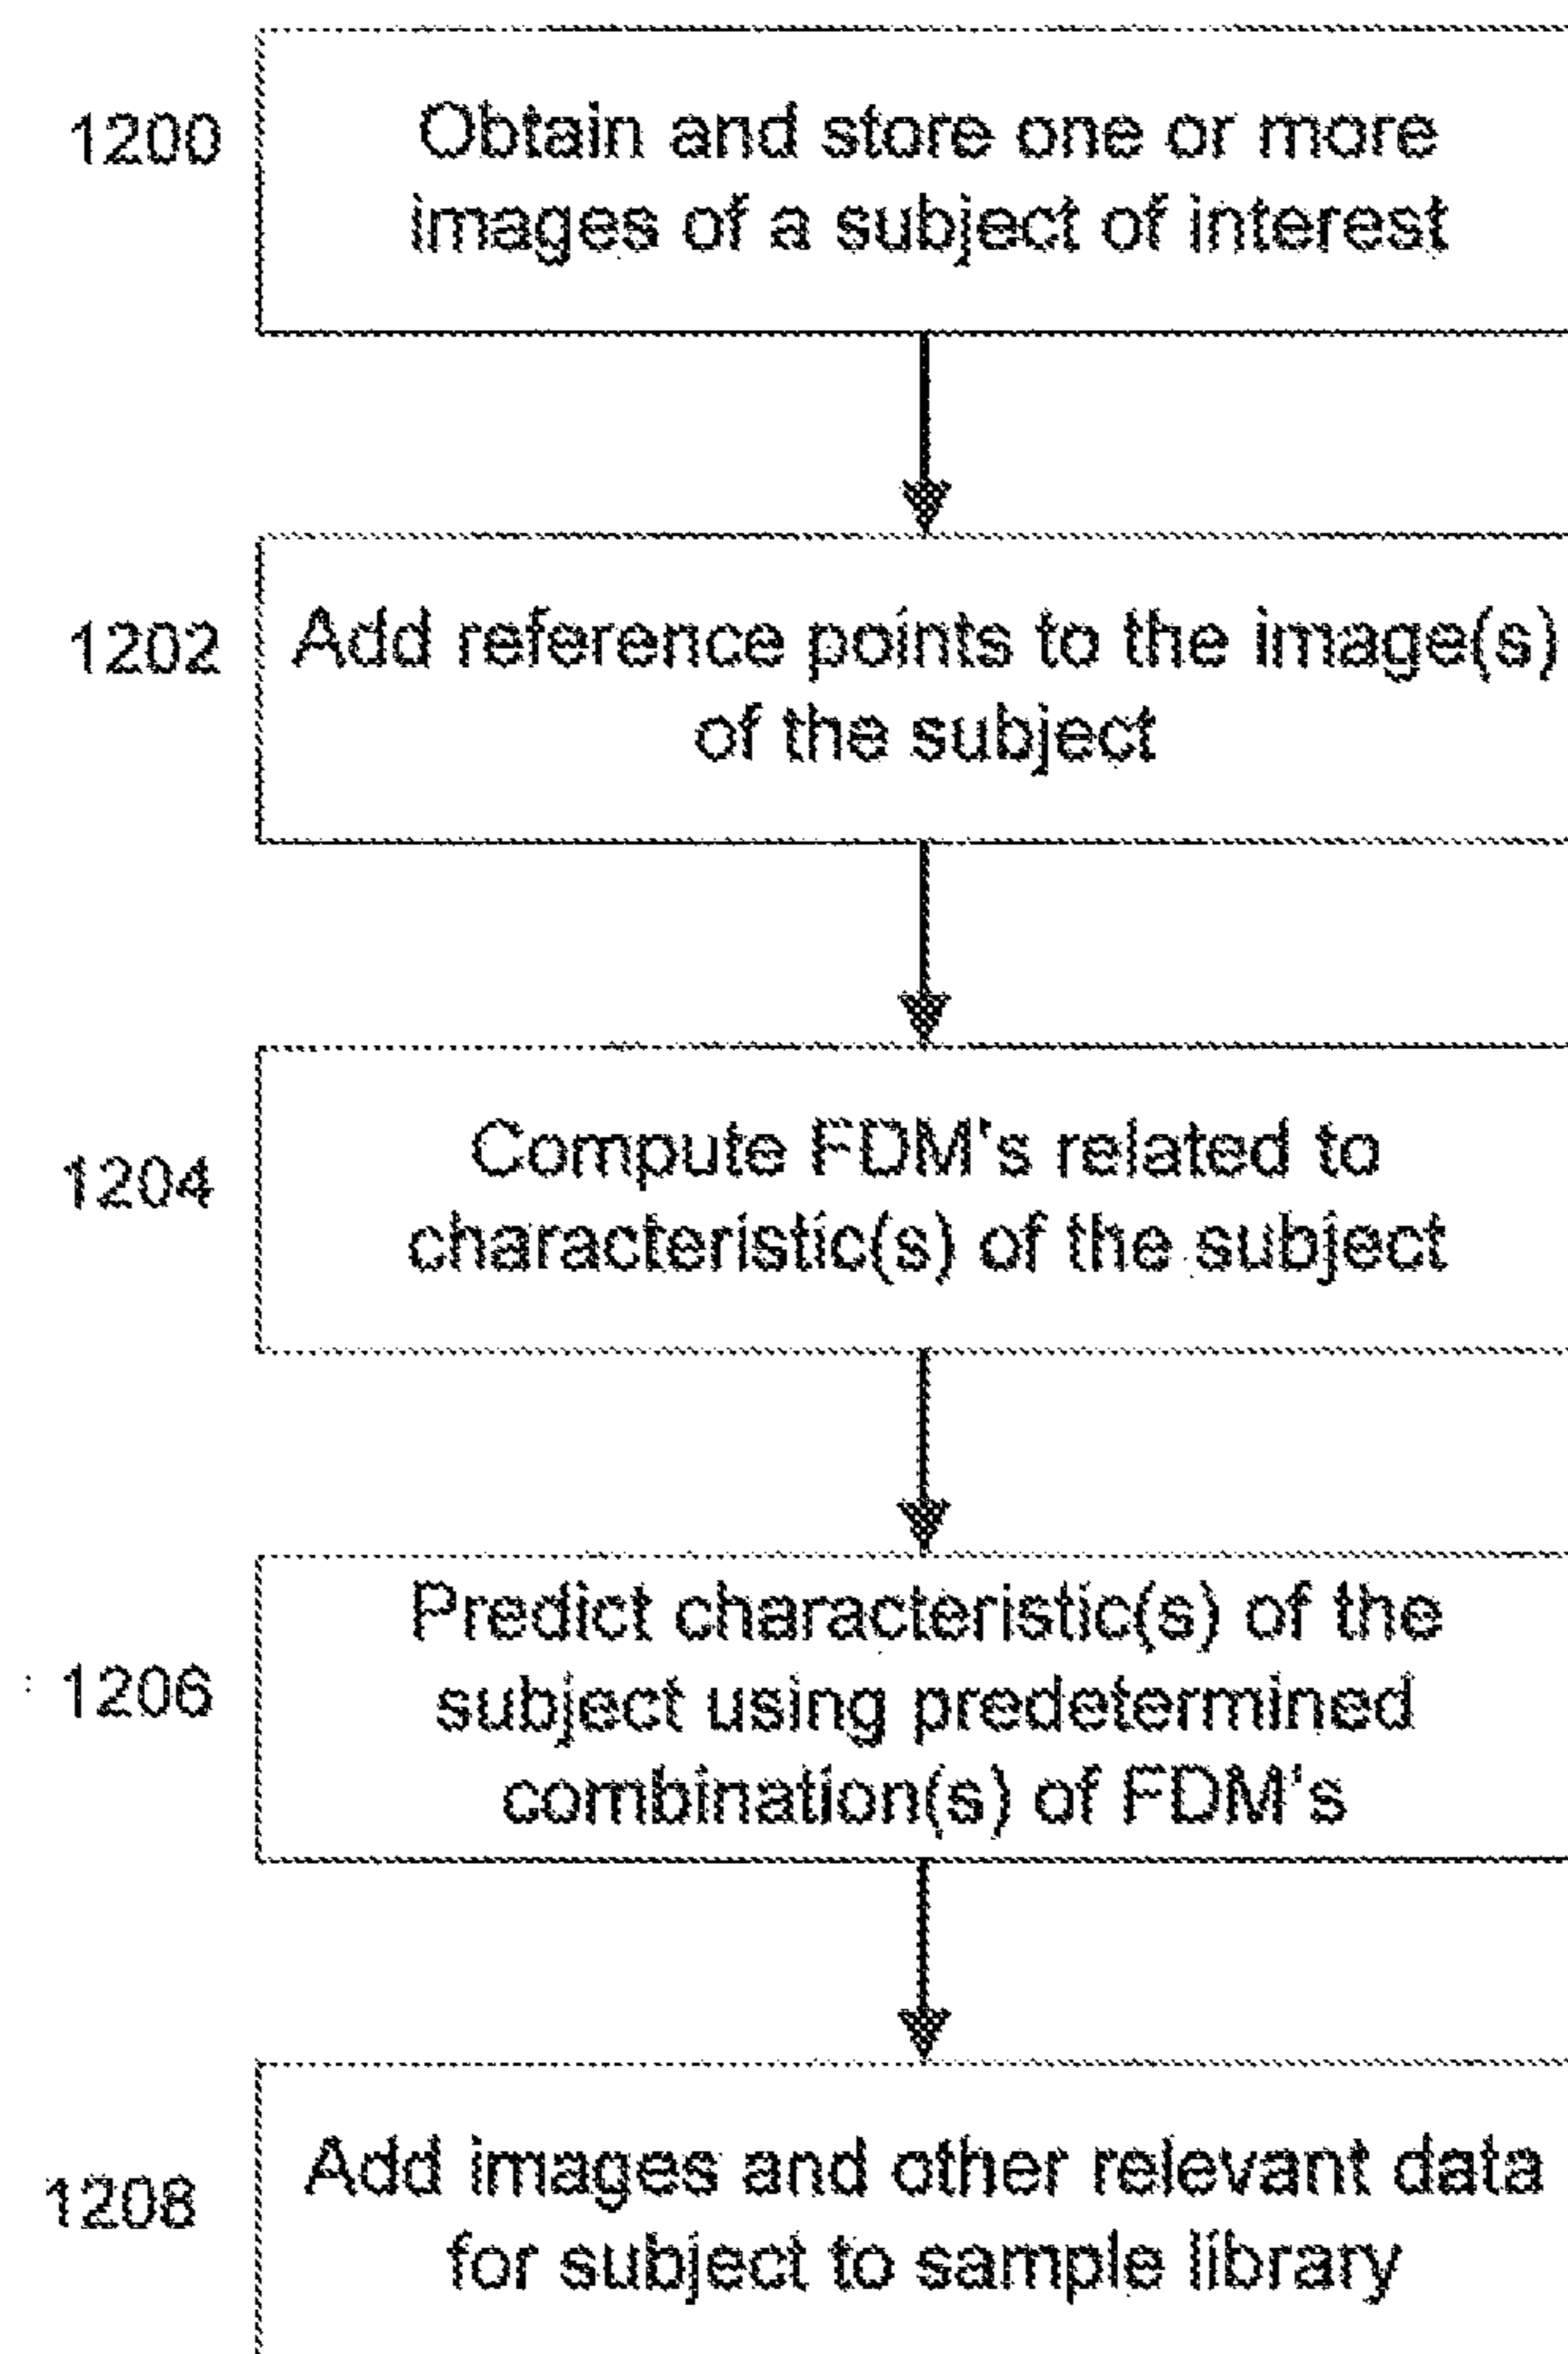 1200
Obtain and store one or more
images of a subject of interest
1202
Add reference points to the image(s)
of the subject
1204
Compute FDM's related to
characteristic(s) of the subject
1206
Predict characteristic(s) of the
subject using predetermined
combination(s) of FDM's
1208
Add images and other relevant data
for subject to sample library